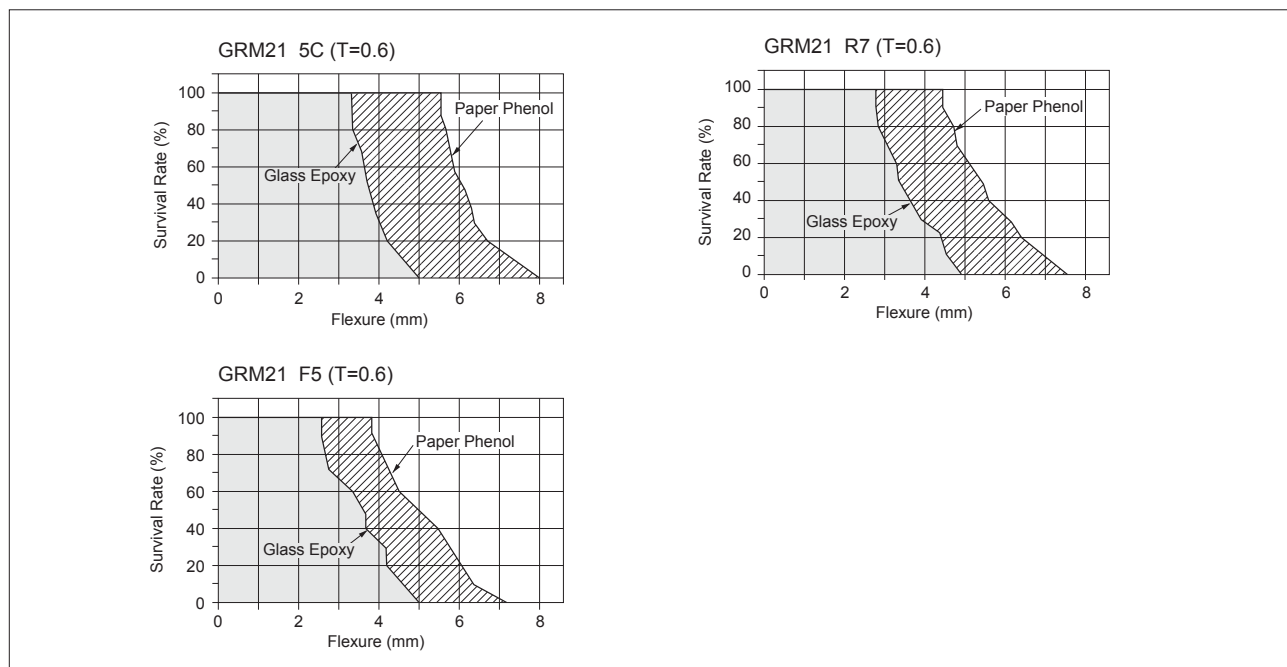 GRM21 5C (T=0.6)
100
80
60
40
20
0
Survival Rate (%)
Paper Phenol
Glass Epoxy
0 2 4 6 8
Flexure (mm)
GRM21 R7 (T=0.6)
100
80
60
40
20
0
Survival Rate (%)
Paper Phenol
Glass Epoxy
0 2 4 6 8
Flexure (mm)
GRM21 F5 (T=0.6)
100
80
60
40
20
0
Survival Rate (%)
Paper Phenol
Glass Epoxy
0 2 4 6 8
Flexure (mm)